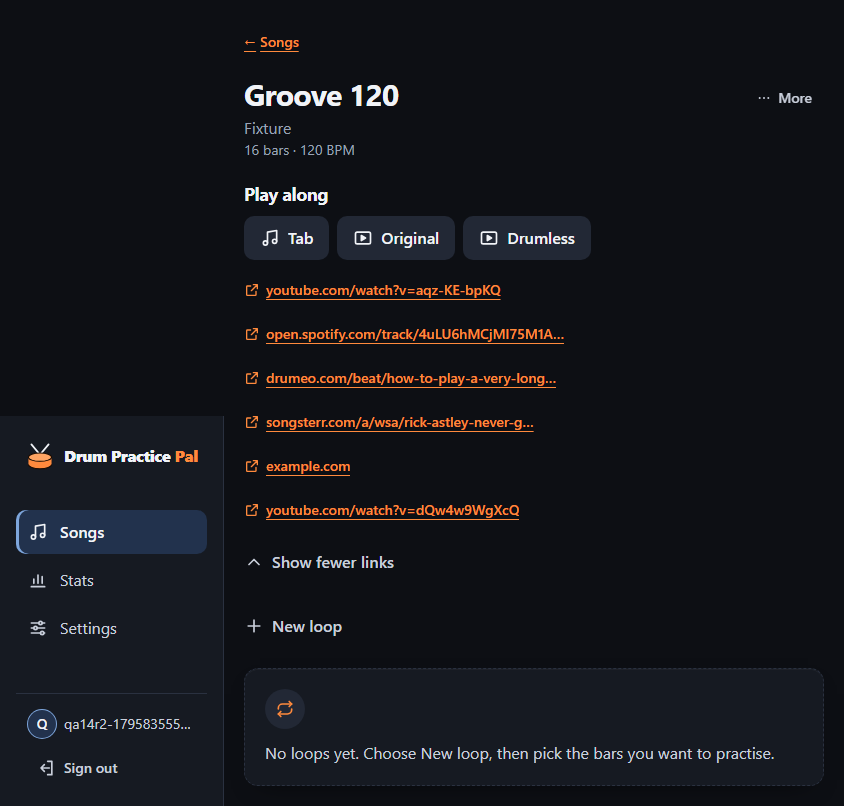 ← Songs
Groove 120
··· More
Fixture
16 bars · 120 BPM
Play along
Tab
Original
Drumless
youtube.com/watch?v=aqz-KE-bpKQ
open.spotify.com/track/4uLU6hMCjMI75M1A...
drumeo.com/beat/how-to-play-a-very-long...
songsterr.com/a/wsa/rick-astley-never-g...
example.com
youtube.com/watch?v=dQw4w9WgXcQ
Show fewer links
New loop
No loops yet. Choose New loop, then pick the bars you want to practise.
Drum Practice Pal
Songs
Stats
Settings
Q qa14r2-179583555...
Sign out